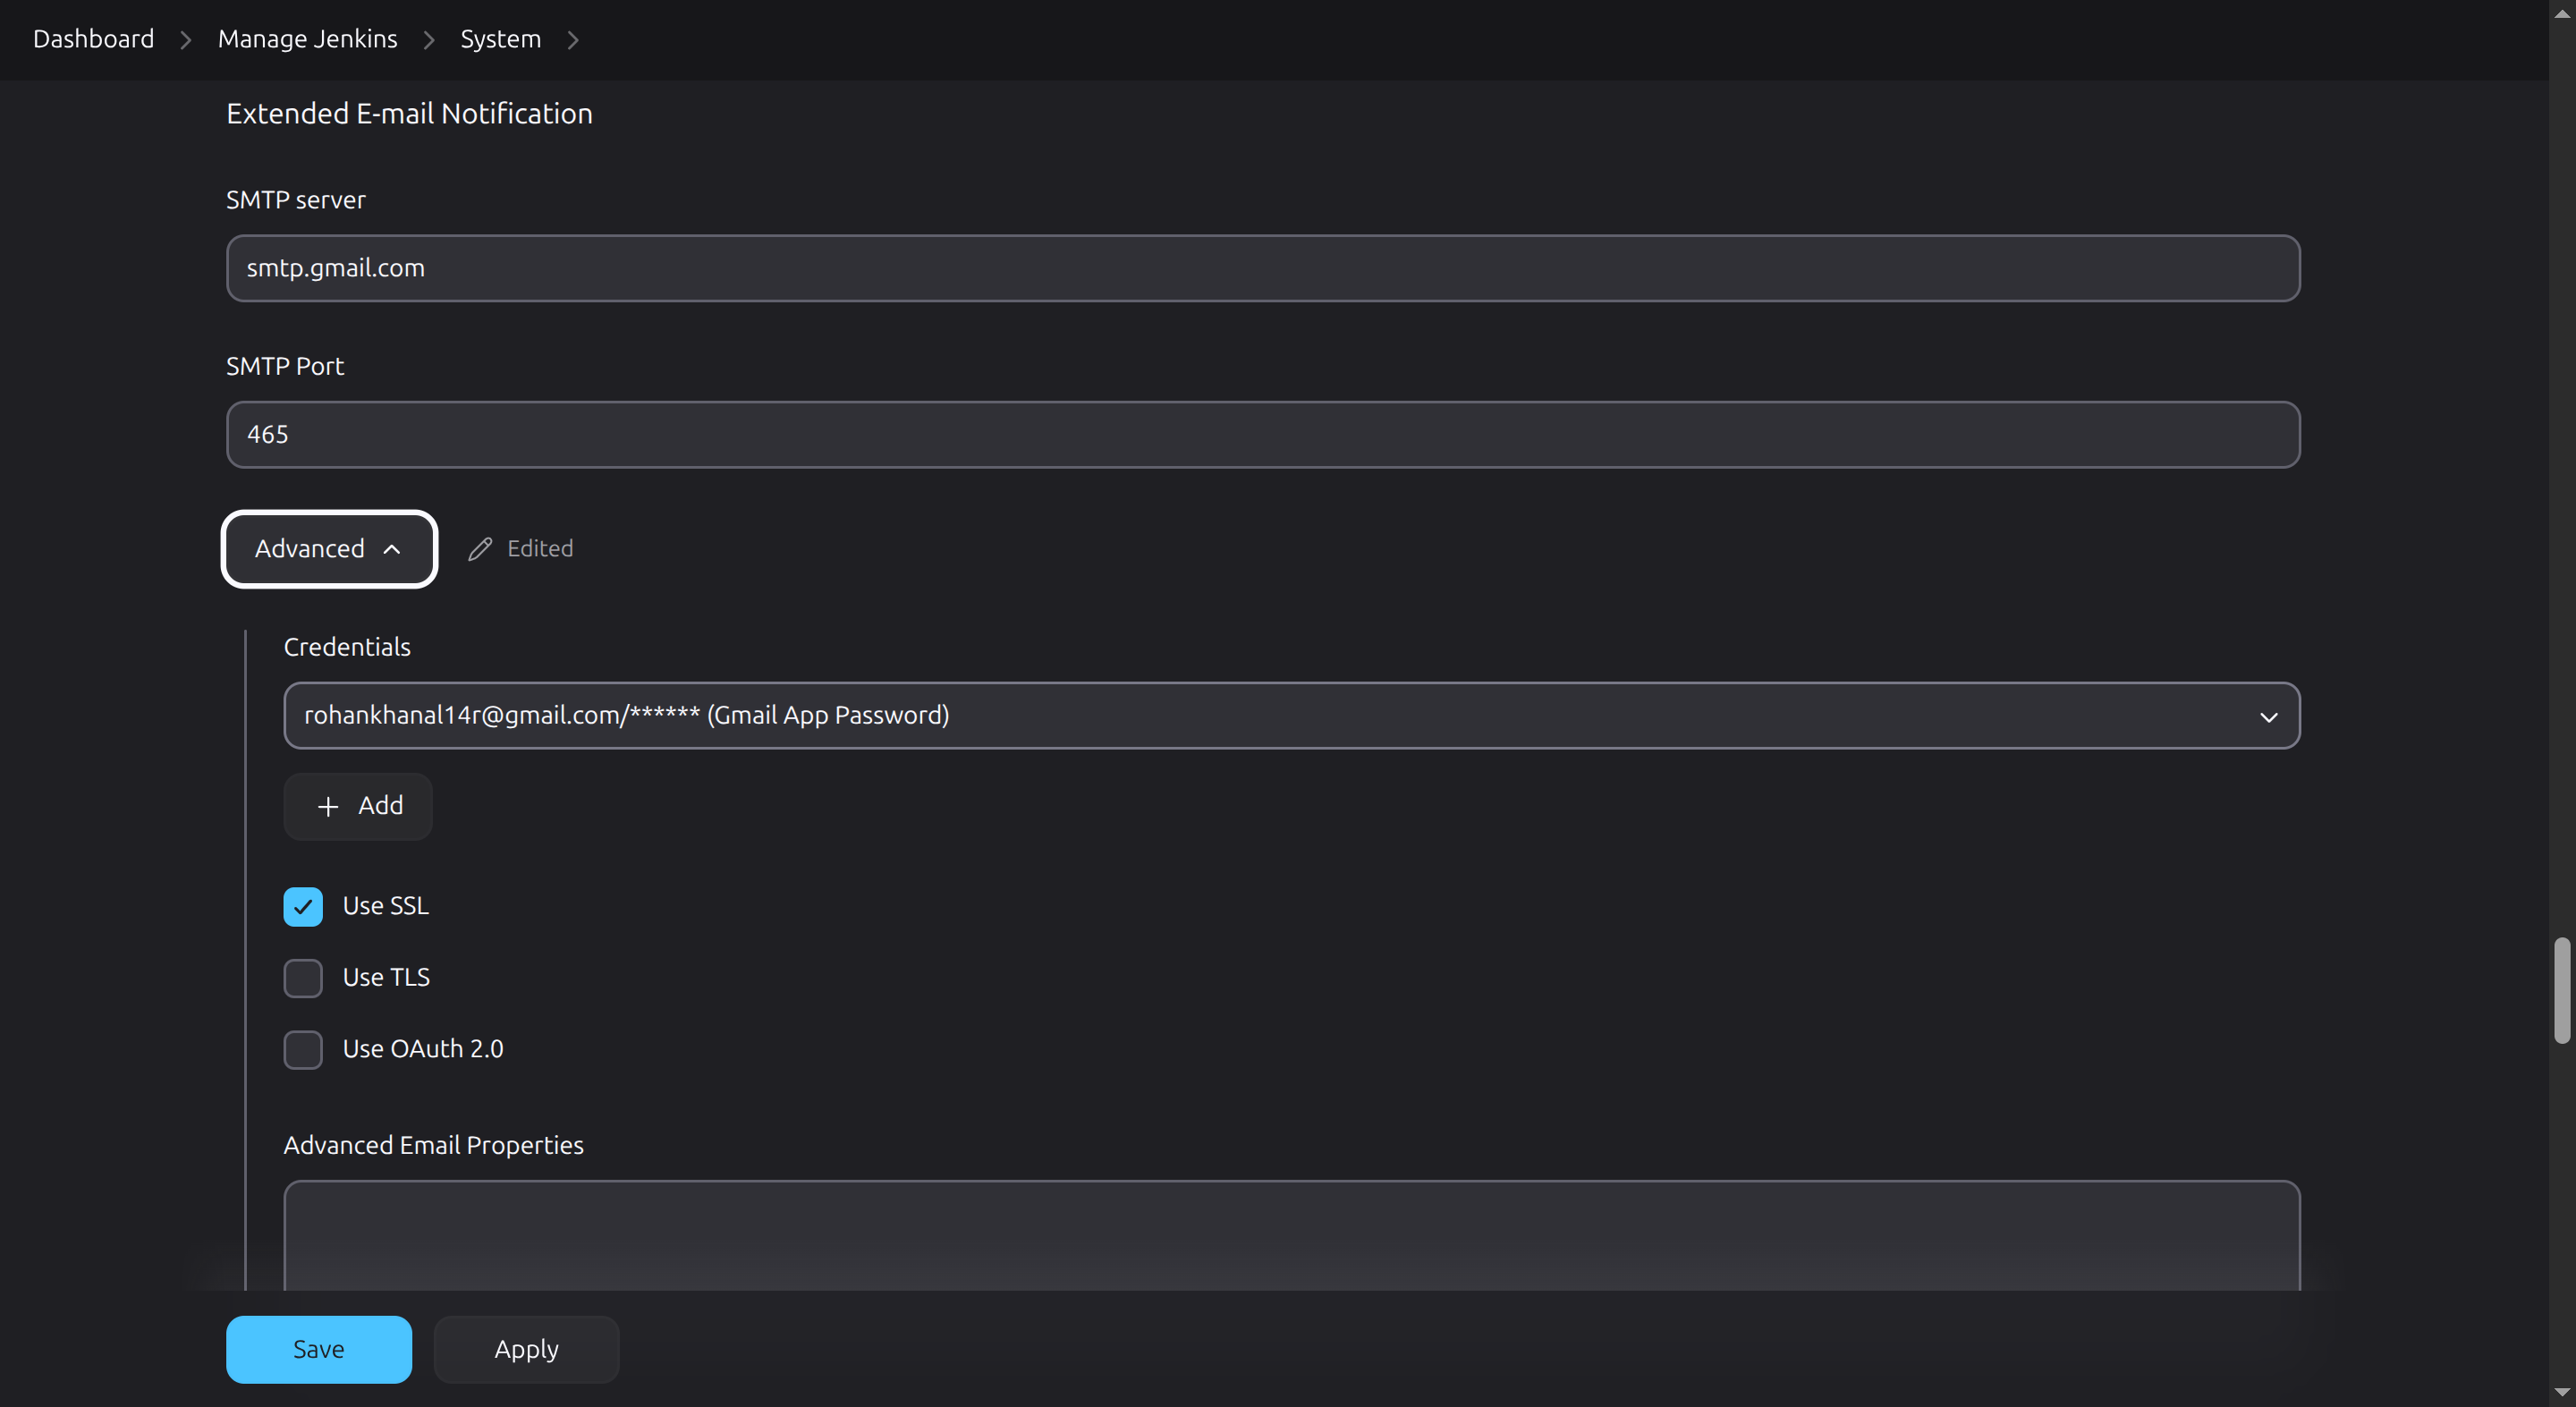 Dashboard > Manage Jenkins > System >
Extended E-mail Notification
SMTP server
smtp.gmail.com
SMTP Port
465
Advanced Edited
Credentials
rohankhanal14r@gmail.com/****** (Gmail App Password)
+ Add
Use SSL
Use TLS
Use OAuth 2.0
Advanced Email Properties
Save Apply